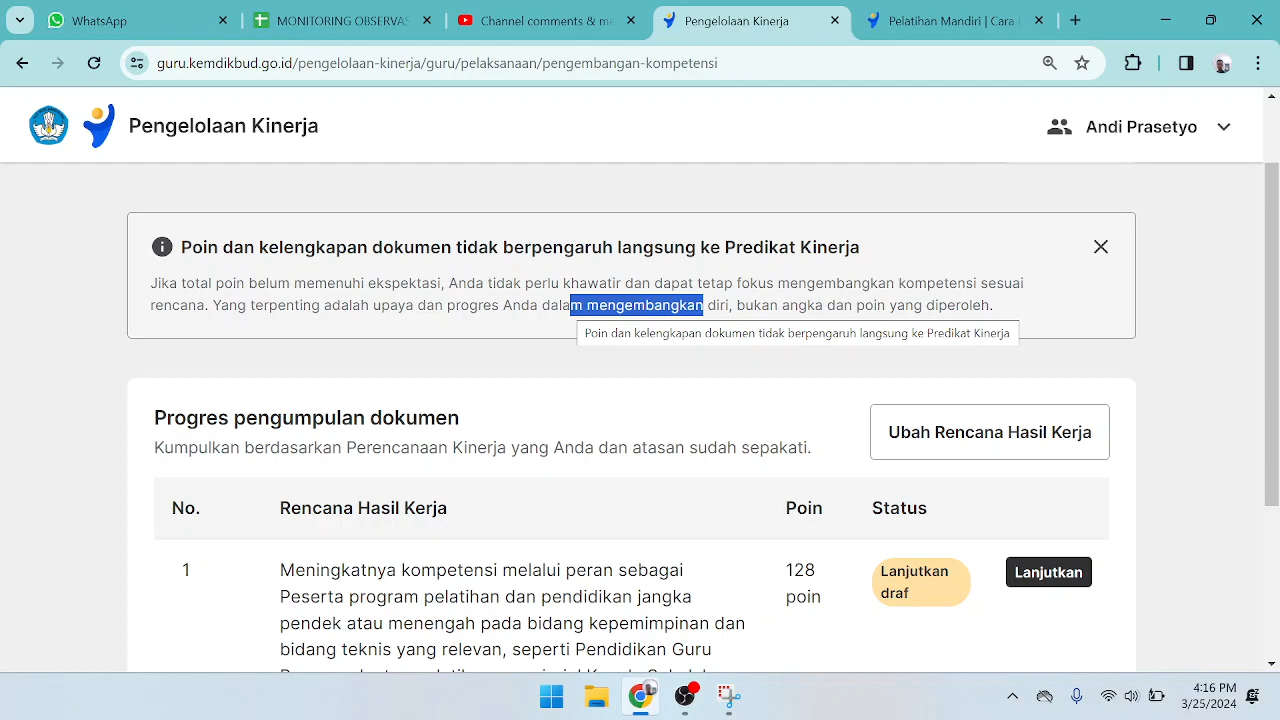 WhatsApp
MONITORING OBSERVAS
Channel comments & me
Pengelolaan Kinerja
Pelatihan Mandiri | Cara
guru.kemdikbud.go.id/pengelolaan-kinerja/guru/pelaksanaan/pengembangan-kompetensi
Pengelolaan Kinerja
Andi Prasetyo
Poin dan kelengkapan dokumen tidak berpengaruh langsung ke Predikat Kinerja
Jika total poin belum memenuhi ekspektasi, Anda tidak perlu khawatir dan dapat tetap fokus mengembangkan kompetensi sesuai
rencana. Yang terpenting adalah upaya dan progres Anda dalam mengembangkan diri, bukan angka dan poin yang diperoleh.
Poin dan kelengkapan dokumen tidak berpengaruh langsung ke Predikat Kinerja
Progres pengumpulan dokumen
Kumpulkan berdasarkan Perencanaan Kinerja yang Anda dan atasan sudah sepakati.
Ubah Rencana Hasil Kerja
No. Rencana Hasil Kerja Poin Status
1 Meningkatnya kompetensi melalui peran sebagai 128 Lanjutkan Lanjutkan
Peserta program pelatihan dan pendidikan jangka poin draf
pendek atau menengah pada bidang kepemimpinan dan
bidang teknis yang relevan, seperti Pendidikan Guru
4:16 PM
3/25/2024